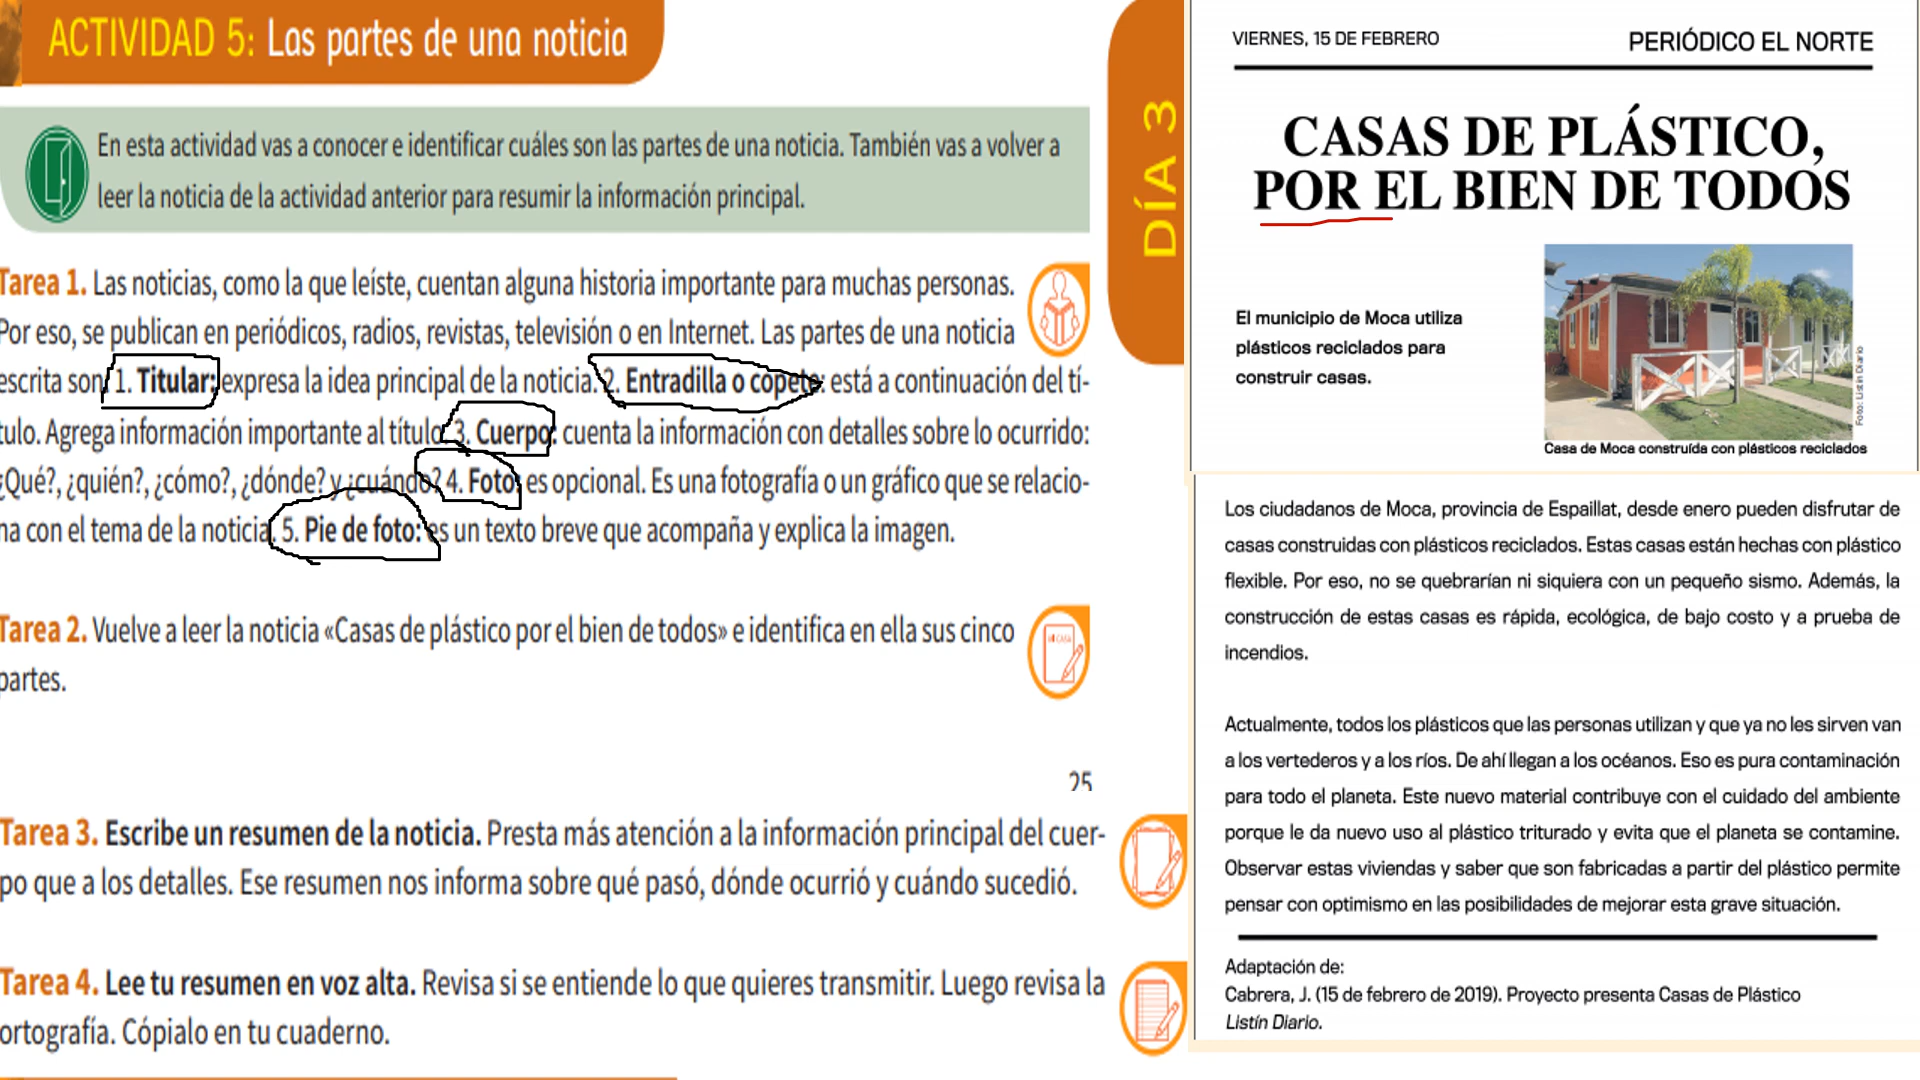 ACTIVIDAD 5: Las partes de una noticia
En esta actividad vas a conocer e identificar cuáles son las partes de una noticia. También vas a volver a
leer la noticia de la actividad anterior para resumir la información principal.
Tarea 1. Las noticias, como la que leíste, cuentan alguna historia importante para muchas personas.
Por eso, se publican en periódicos, radios, revistas, televisión o en Internet. Las partes de una noticia
escrita son: 1. Titular: expresa la idea principal de la noticia. 2. Entradilla o copete: está a continuación del tí-
tulo. Agrega información importante al título. 3. Cuerpo: cuenta la información con detalles sobre lo ocurrido:
¿Qué?, ¿quién?, ¿cómo?, ¿dónde? y ¿cuándo? 4. Foto: es opcional. Es una fotografía o un gráfico que se relacio-
na con el tema de la noticia. 5. Pie de foto: es un texto breve que acompaña y explica la imagen.
Tarea 2. Vuelve a leer la noticia «Casas de plástico por el bien de todos» e identifica en ella sus cinco
partes.
MI CASA
25
Tarea 3. Escribe un resumen de la noticia. Presta más atención a la información principal del cuer-
po que a los detalles. Ese resumen nos informa sobre qué pasó, dónde ocurrió y cuándo sucedió.
Tarea 4. Lee tu resumen en voz alta. Revisa si se entiende lo que quieres transmitir. Luego revisa la
ortografía. Cópialo en tu cuaderno.
DÍA 3
VIERNES, 15 DE FEBRERO
PERIÓDICO EL NORTE
CASAS DE PLÁSTICO,
POR EL BIEN DE TODOS
El municipio de Moca utiliza
plásticos reciclados para
construir casas.
Foto: Listín Diario
Casa de Moca construída con plásticos reciclados
Los ciudadanos de Moca, provincia de Espaillat, desde enero pueden disfrutar de
casas construidas con plásticos reciclados. Estas casas están hechas con plástico
flexible. Por eso, no se quebrarían ni siquiera con un pequeño sismo. Además, la
construcción de estas casas es rápida, ecológica, de bajo costo y a prueba de
incendios.
Actualmente, todos los plásticos que las personas utilizan y que ya no les sirven van
a los vertederos y a los ríos. De ahí llegan a los océanos. Eso es pura contaminación
para todo el planeta. Este nuevo material contribuye con el cuidado del ambiente
porque le da nuevo uso al plástico triturado y evita que el planeta se contamine.
Observar estas viviendas y saber que son fabricadas a partir del plástico permite
pensar con optimismo en las posibilidades de mejorar esta grave situación.
Adaptación de:
Cabrera, J. (15 de febrero de 2019). Proyecto presenta Casas de Plástico
Listín Diario.